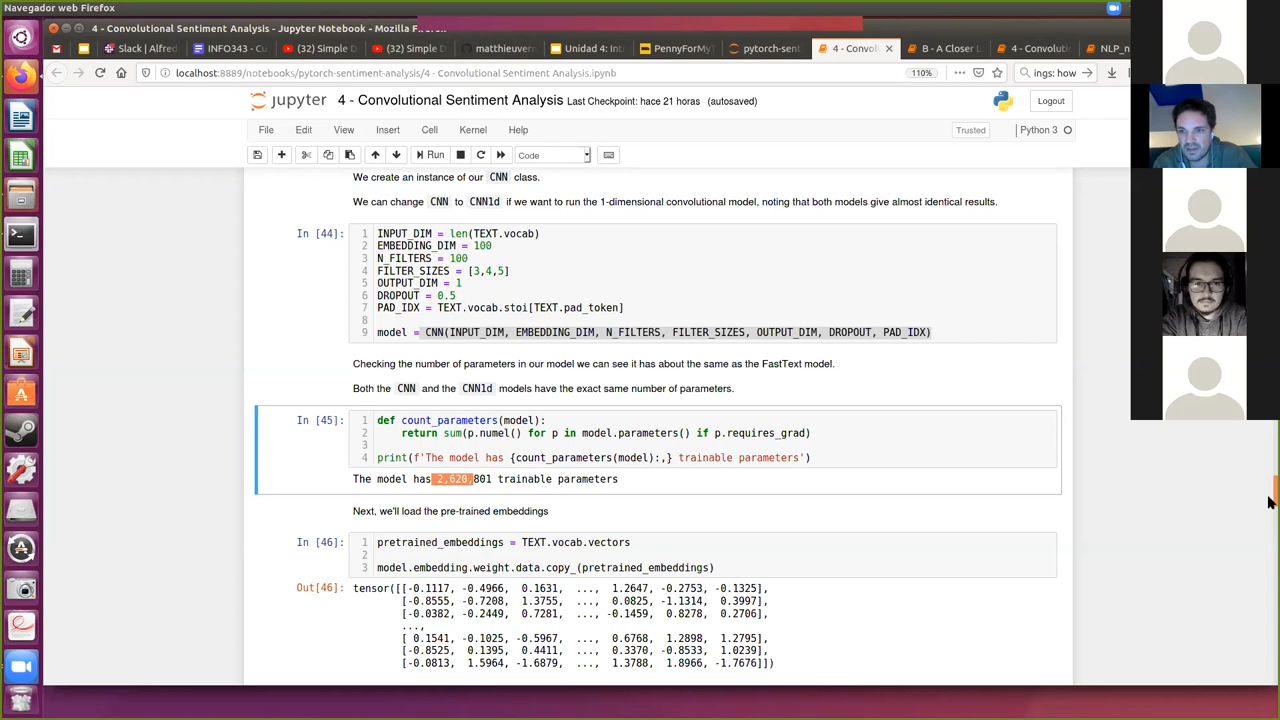 Navegador web Firefox
4 - Convolutional Sentiment Analysis - Jupyter Notebook - Mozilla Firefox
Slack | Alfred
INFO343 - C
(32) Simple D
(32) Simple D
matthieuverr
Unidad 4: Int
PennyForMy
pytorch-sent
4 - Convol
B - A Closer L
4 - Convoluti
NLP_n
localhost:8889/notebooks/pytorch-sentiment-analysis/4 - Convolutional Sentiment Analysis.ipynb
110%
ings: how
jupyter 4 - Convolutional Sentiment Analysis Last Checkpoint: hace 21 horas (autosaved)
Logout
File Edit View Insert Cell Kernel Help
Trusted
Python 3
Run
Code
We create an instance of our CNN class.
We can change CNN to CNN1d if we want to run the 1-dimensional convolutional model, noting that both models give almost identical results.
In [44]:
1 INPUT_DIM = len(TEXT.vocab)
2 EMBEDDING_DIM = 100
3 N_FILTERS = 100
4 FILTER_SIZES = [3,4,5]
5 OUTPUT_DIM = 1
6 DROPOUT = 0.5
7 PAD_IDX = TEXT.vocab.stoi[TEXT.pad_token]
8
9 model = CNN(INPUT_DIM, EMBEDDING_DIM, N_FILTERS, FILTER_SIZES, OUTPUT_DIM, DROPOUT, PAD_IDX)
Checking the number of parameters in our model we can see it has about the same as the FastText model.
Both the CNN and the CNN1d models have the exact same number of parameters.
In [45]:
1 def count_parameters(model):
2 return sum(p.numel() for p in model.parameters() if p.requires_grad)
3
4 print(f'The model has {count_parameters(model):,} trainable parameters')
The model has 2,620,801 trainable parameters
Next, we'll load the pre-trained embeddings
In [46]:
1 pretrained_embeddings = TEXT.vocab.vectors
2
3 model.embedding.weight.data.copy_(pretrained_embeddings)
Out[46]:
tensor([[-0.1117, -0.4966, 0.1631, ..., 1.2647, -0.2753, -0.1325],
[-0.8555, -0.7208, 1.3755, ..., 0.0825, -1.1314, 0.3997],
[-0.0382, -0.2449, 0.7281, ..., -0.1459, 0.8278, 0.2706],
...,
[ 0.1541, -0.1025, -0.5967, ..., 0.6768, 1.2898, 1.2795],
[-0.8525, 0.1395, 0.4411, ..., 0.3370, -0.8533, 1.0239],
[-0.0813, 1.5964, -1.6879, ..., 1.3788, 1.8966, -1.7676]])